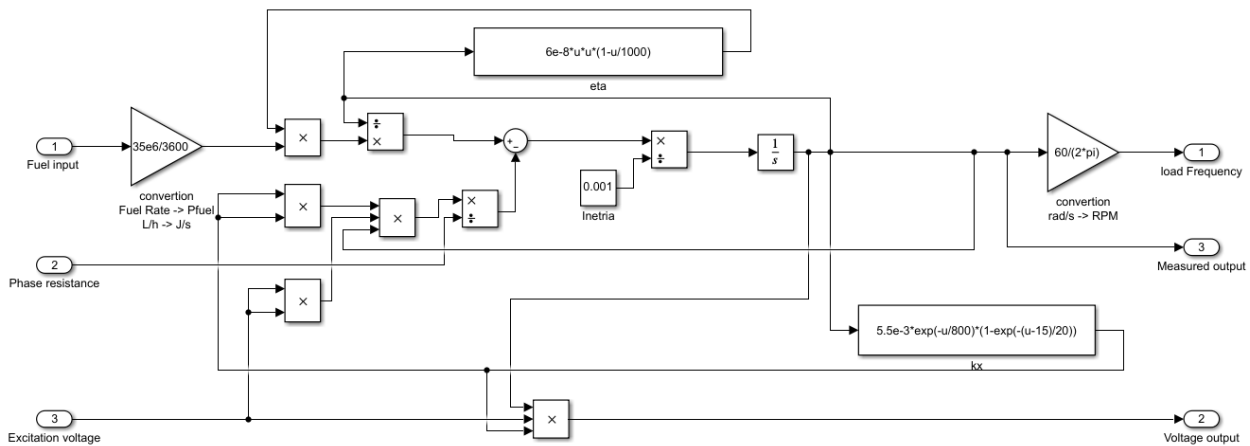 6e-8*u*u*(1-u/1000)
eta
1
Fuel input
35e6/3600
convertion
Fuel Rate -> Pfuel
L/h -> J/s
×
÷
×
+
−
×
÷
0.001
Inetria
1
s
60/(2*pi)
convertion
rad/s -> RPM
1
load Frequency
×
×
×
÷
2
Phase resistance
3
Measured output
×
5.5e-3*exp(-u/800)*(1-exp(-(u-15)/20))
kx
3
Excitation voltage
×
2
Voltage output